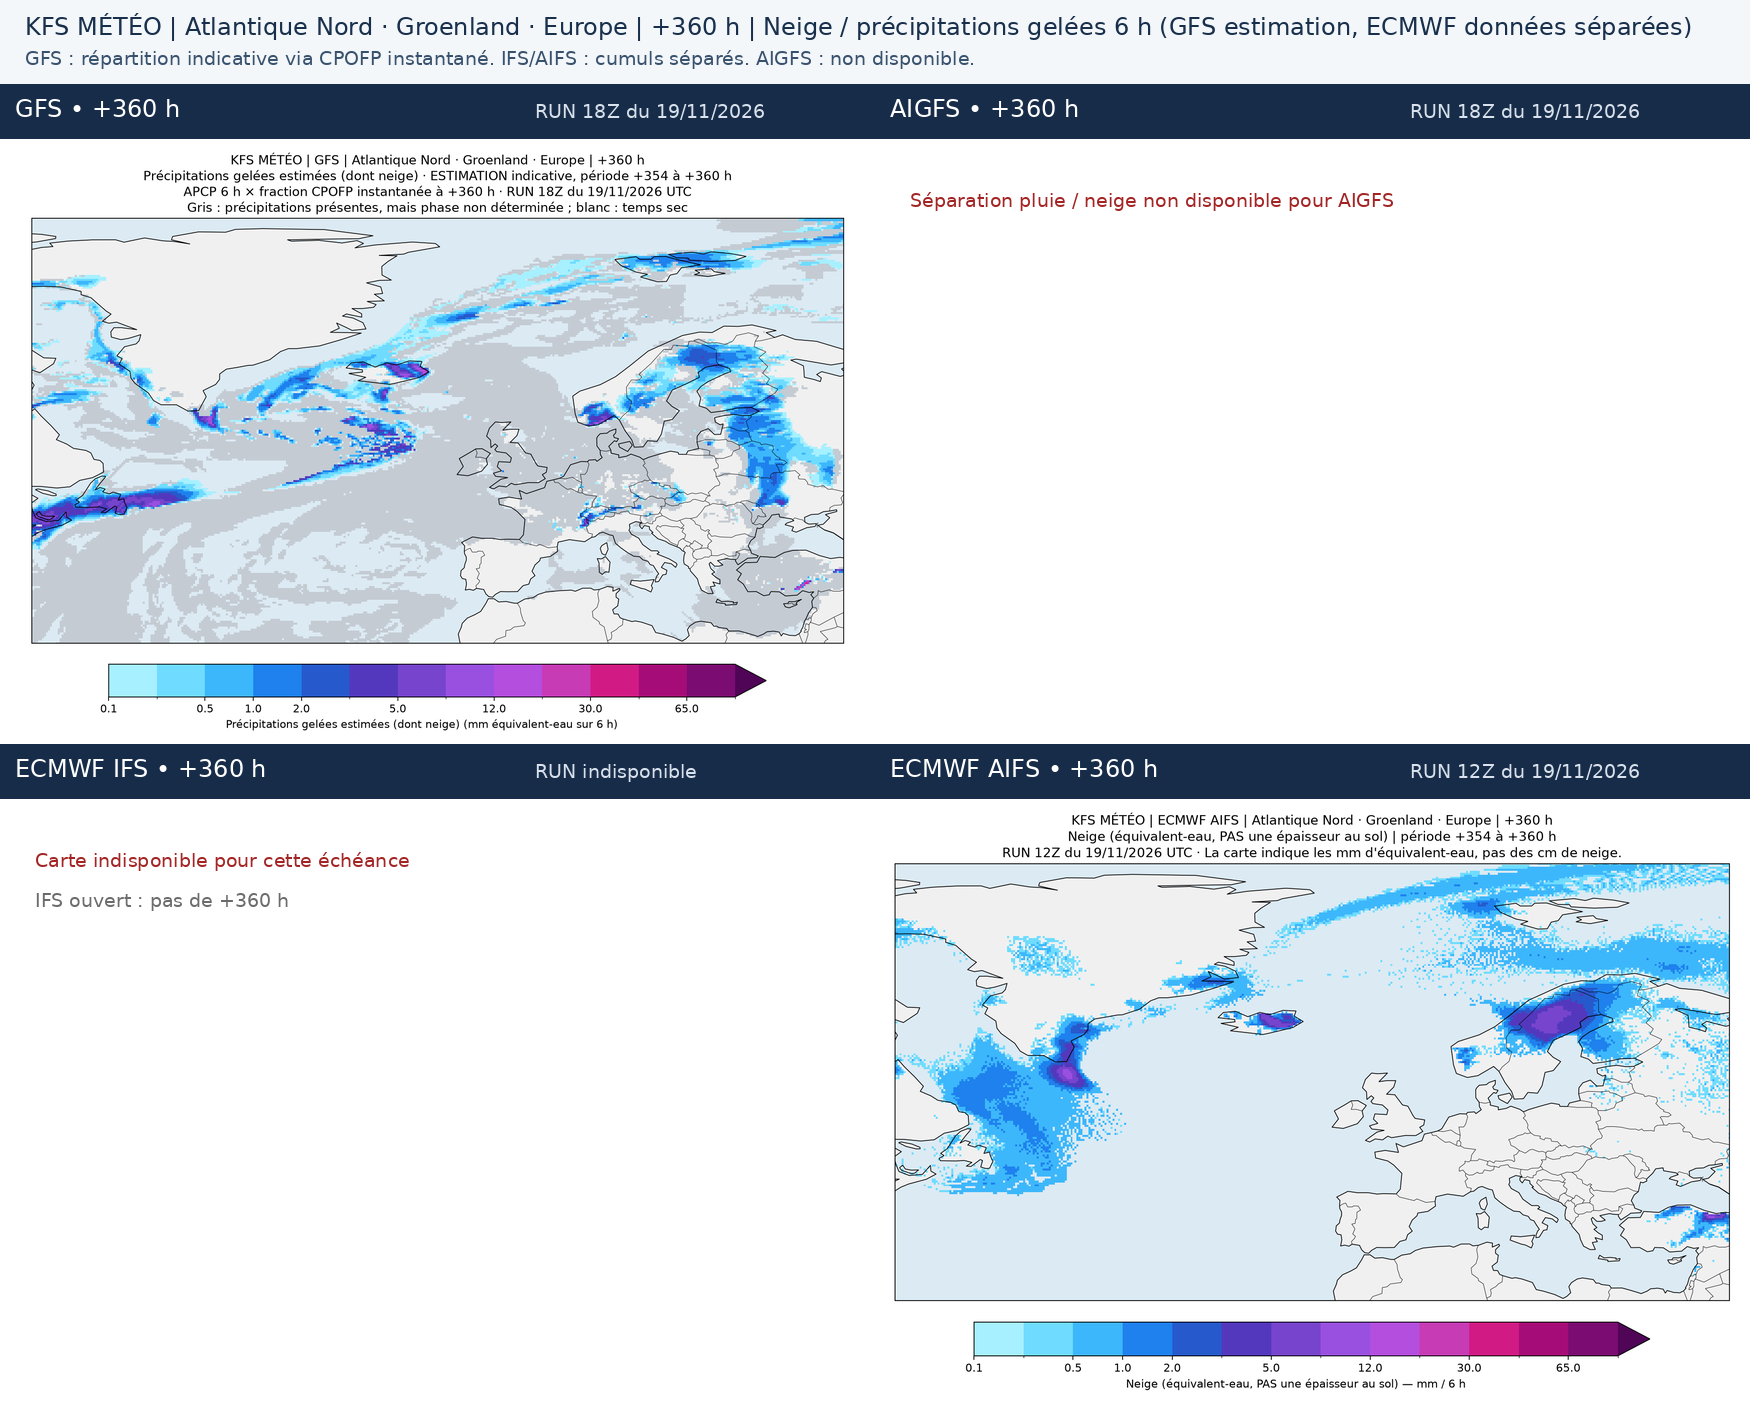 KFS MÉTÉO | Atlantique Nord · Groenland · Europe | +360 h | Neige / précipitations gelées 6 h (GFS estimation, ECMWF données séparées)
GFS : répartition indicative via CPOFP instantané. IFS/AIFS : cumuls séparés. AIGFS : non disponible.
GFS • +360 h
RUN 18Z du 19/11/2026
AIGFS • +360 h
RUN 18Z du 19/11/2026
KFS MÉTÉO | GFS | Atlantique Nord · Groenland · Europe | +360 h
Précipitations gelées estimées (dont neige) · ESTIMATION indicative, période +354 à +360 h
APCP 6 h × fraction CPOFP instantanée à +360 h · RUN 18Z du 19/11/2026 UTC
Gris : précipitations présentes, mais phase non déterminée ; blanc : temps sec
0.1 0.5 1.0 2.0 5.0 12.0 30.0 65.0
Précipitations gelées estimées (dont neige) (mm équivalent-eau sur 6 h)
Séparation pluie / neige non disponible pour AIGFS
ECMWF IFS • +360 h
RUN indisponible
ECMWF AIFS • +360 h
RUN 12Z du 19/11/2026
Carte indisponible pour cette échéance
IFS ouvert : pas de +360 h
KFS MÉTÉO | ECMWF AIFS | Atlantique Nord · Groenland · Europe | +360 h
Neige (équivalent-eau, PAS une épaisseur au sol) | période +354 à +360 h
RUN 12Z du 19/11/2026 UTC · La carte indique les mm d'équivalent-eau, pas des cm de neige.
0.1 0.5 1.0 2.0 5.0 12.0 30.0 65.0
Neige (équivalent-eau, PAS une épaisseur au sol) — mm / 6 h